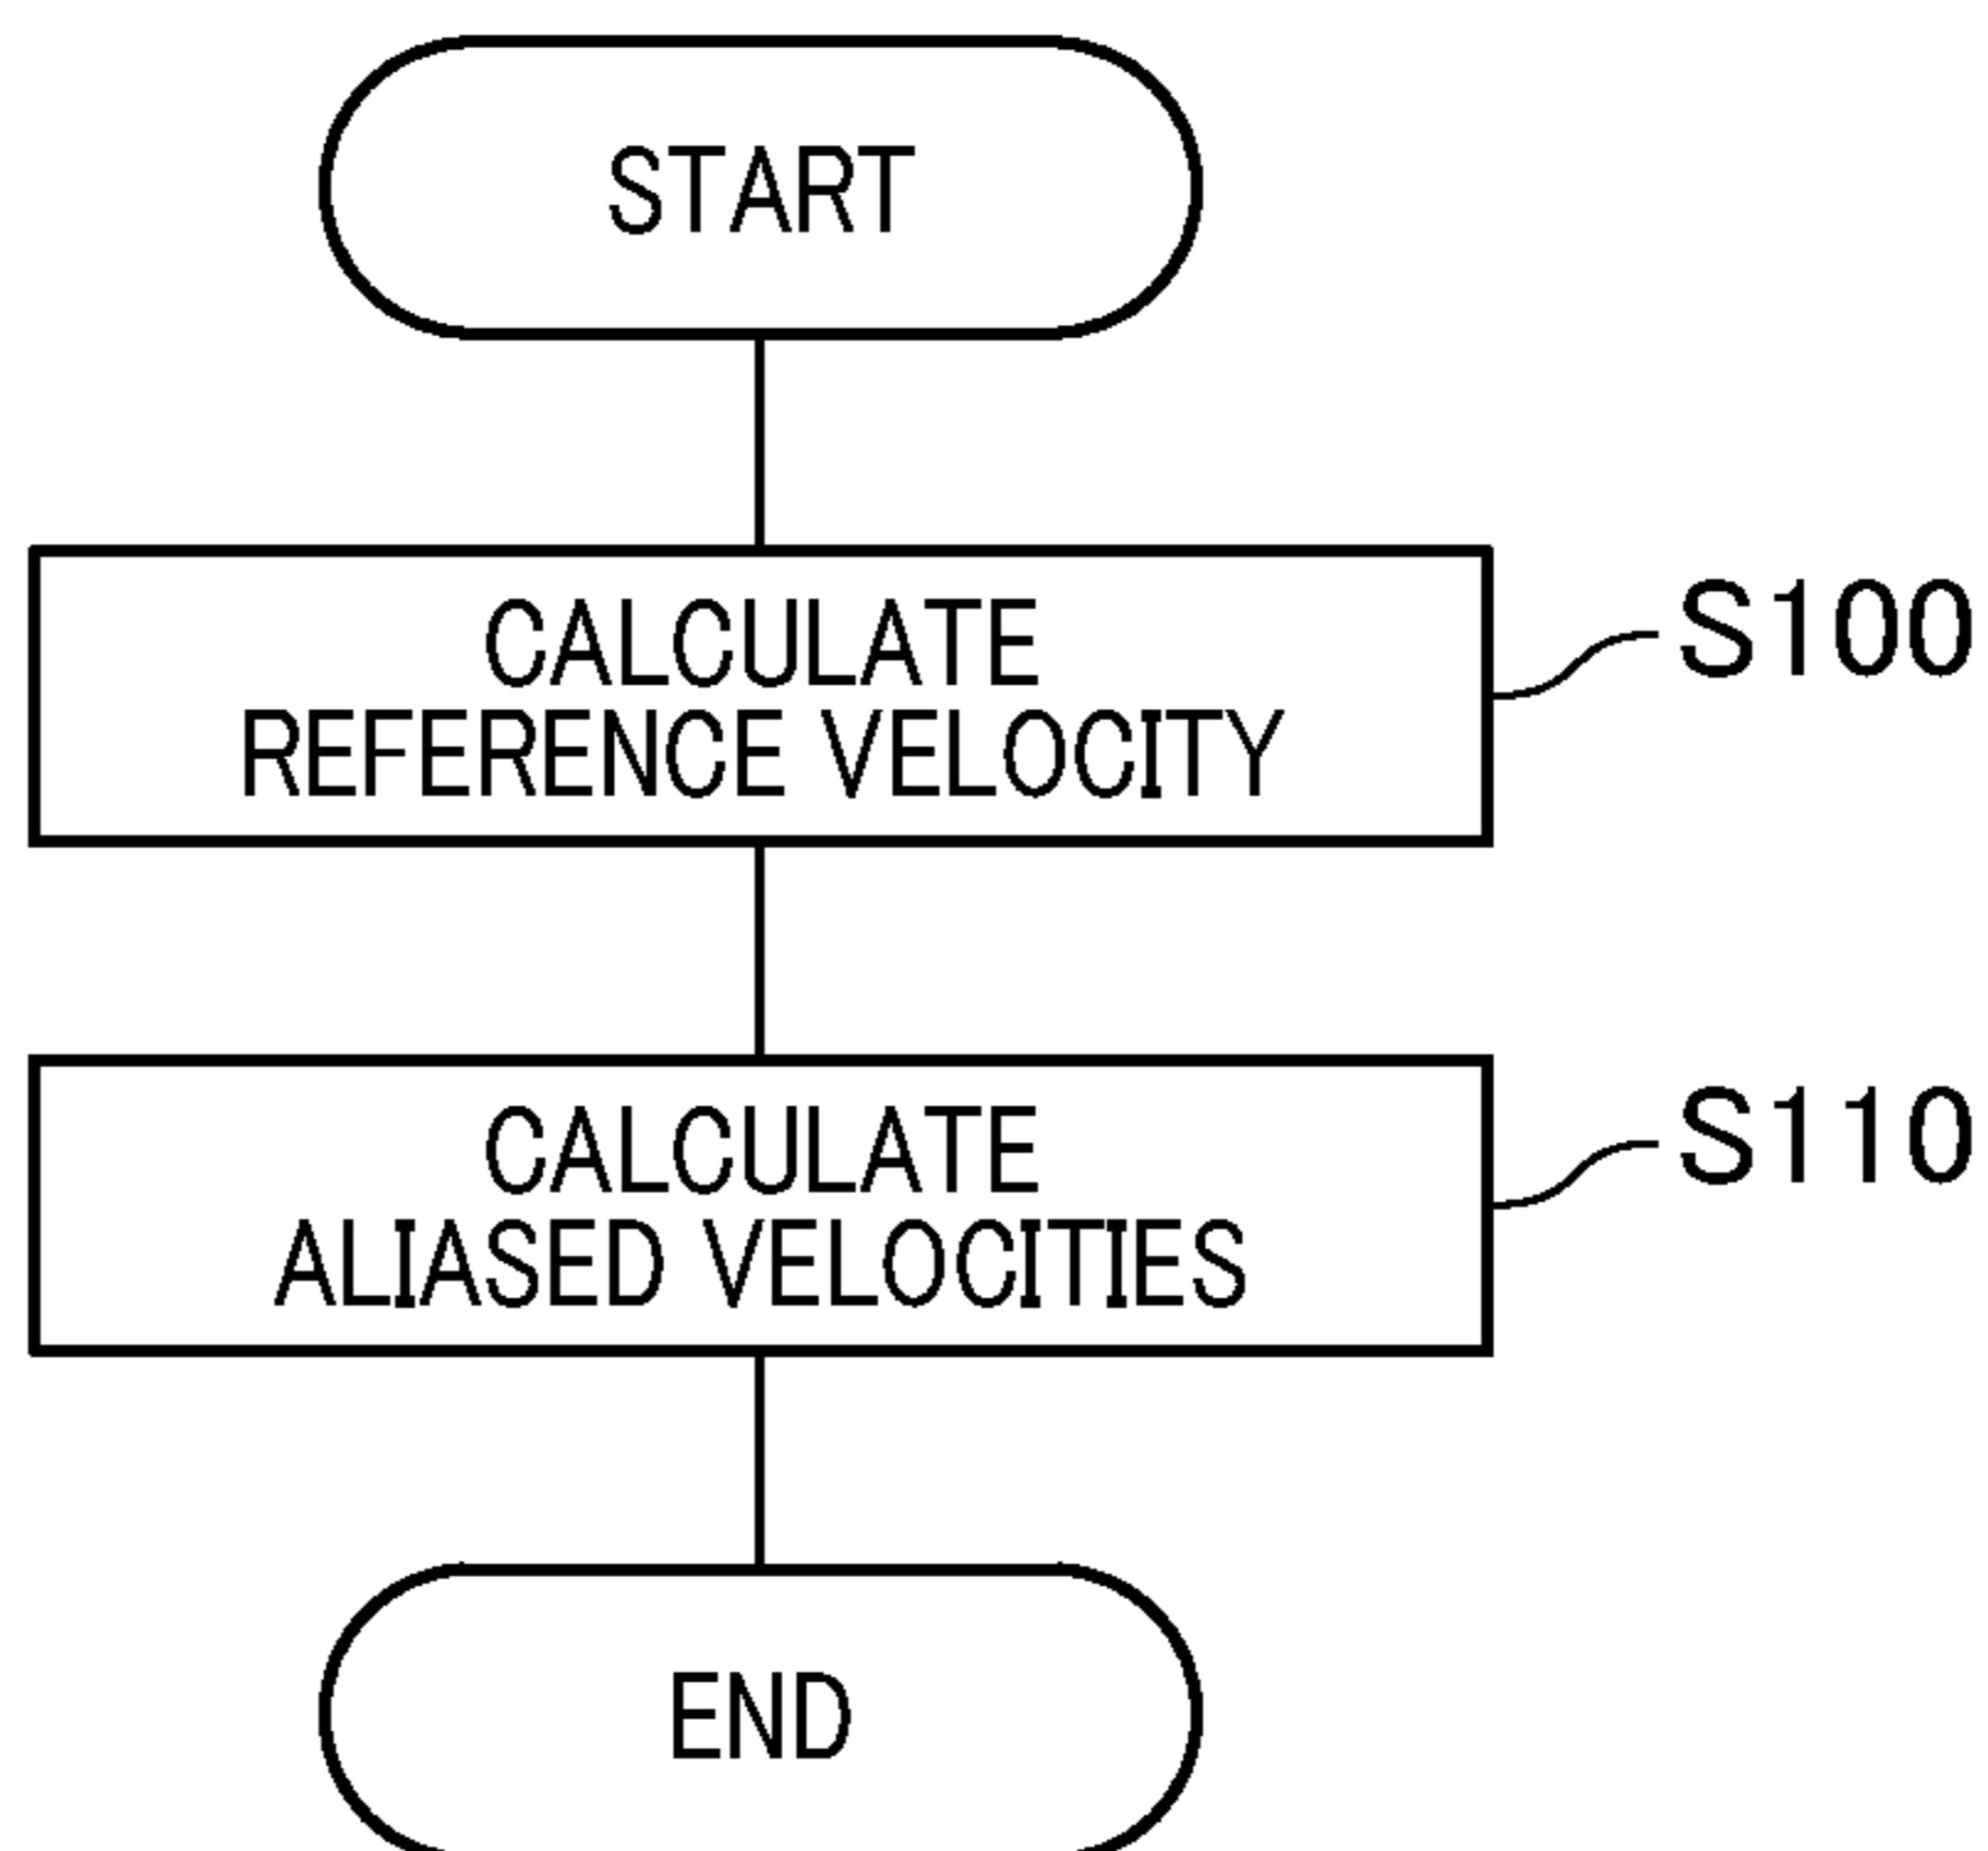 START
CALCULATE
REFERENCE VELOCITY
S100
CALCULATE
ALIASED VELOCITIES
S110
END